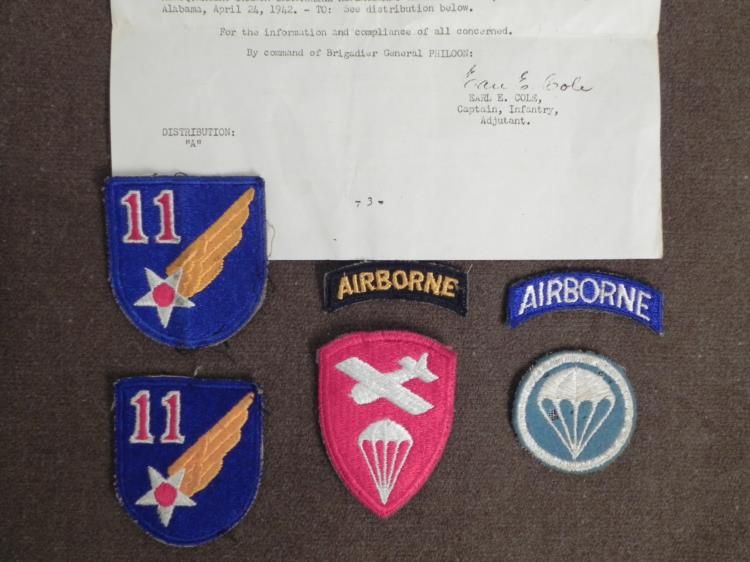 Alabama, April 24, 1942. - TO: See distribution below.
For the information and compliance of all concerned.
By command of Brigadier General PHILOON:
Earl E. Cole
EARL E. COLE,
Captain, Infantry,
Adjutant.
DISTRIBUTION:
"A"
- 3 -
11
AIRBORNE
AIRBORNE
11